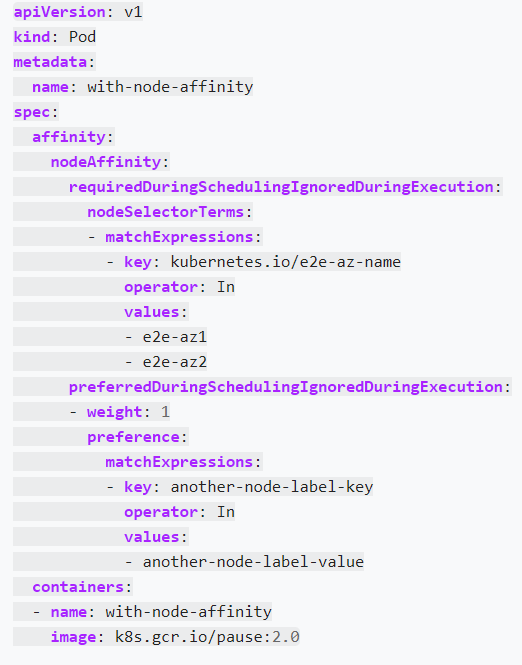 apiVersion: v1
kind: Pod
metadata:
  name: with-node-affinity
spec:
  affinity:
    nodeAffinity:
      requiredDuringSchedulingIgnoredDuringExecution:
        nodeSelectorTerms:
        - matchExpressions:
          - key: kubernetes.io/e2e-az-name
            operator: In
            values:
            - e2e-az1
            - e2e-az2
      preferredDuringSchedulingIgnoredDuringExecution:
      - weight: 1
        preference:
          matchExpressions:
          - key: another-node-label-key
            operator: In
            values:
            - another-node-label-value
  containers:
  - name: with-node-affinity
    image: k8s.gcr.io/pause:2.0